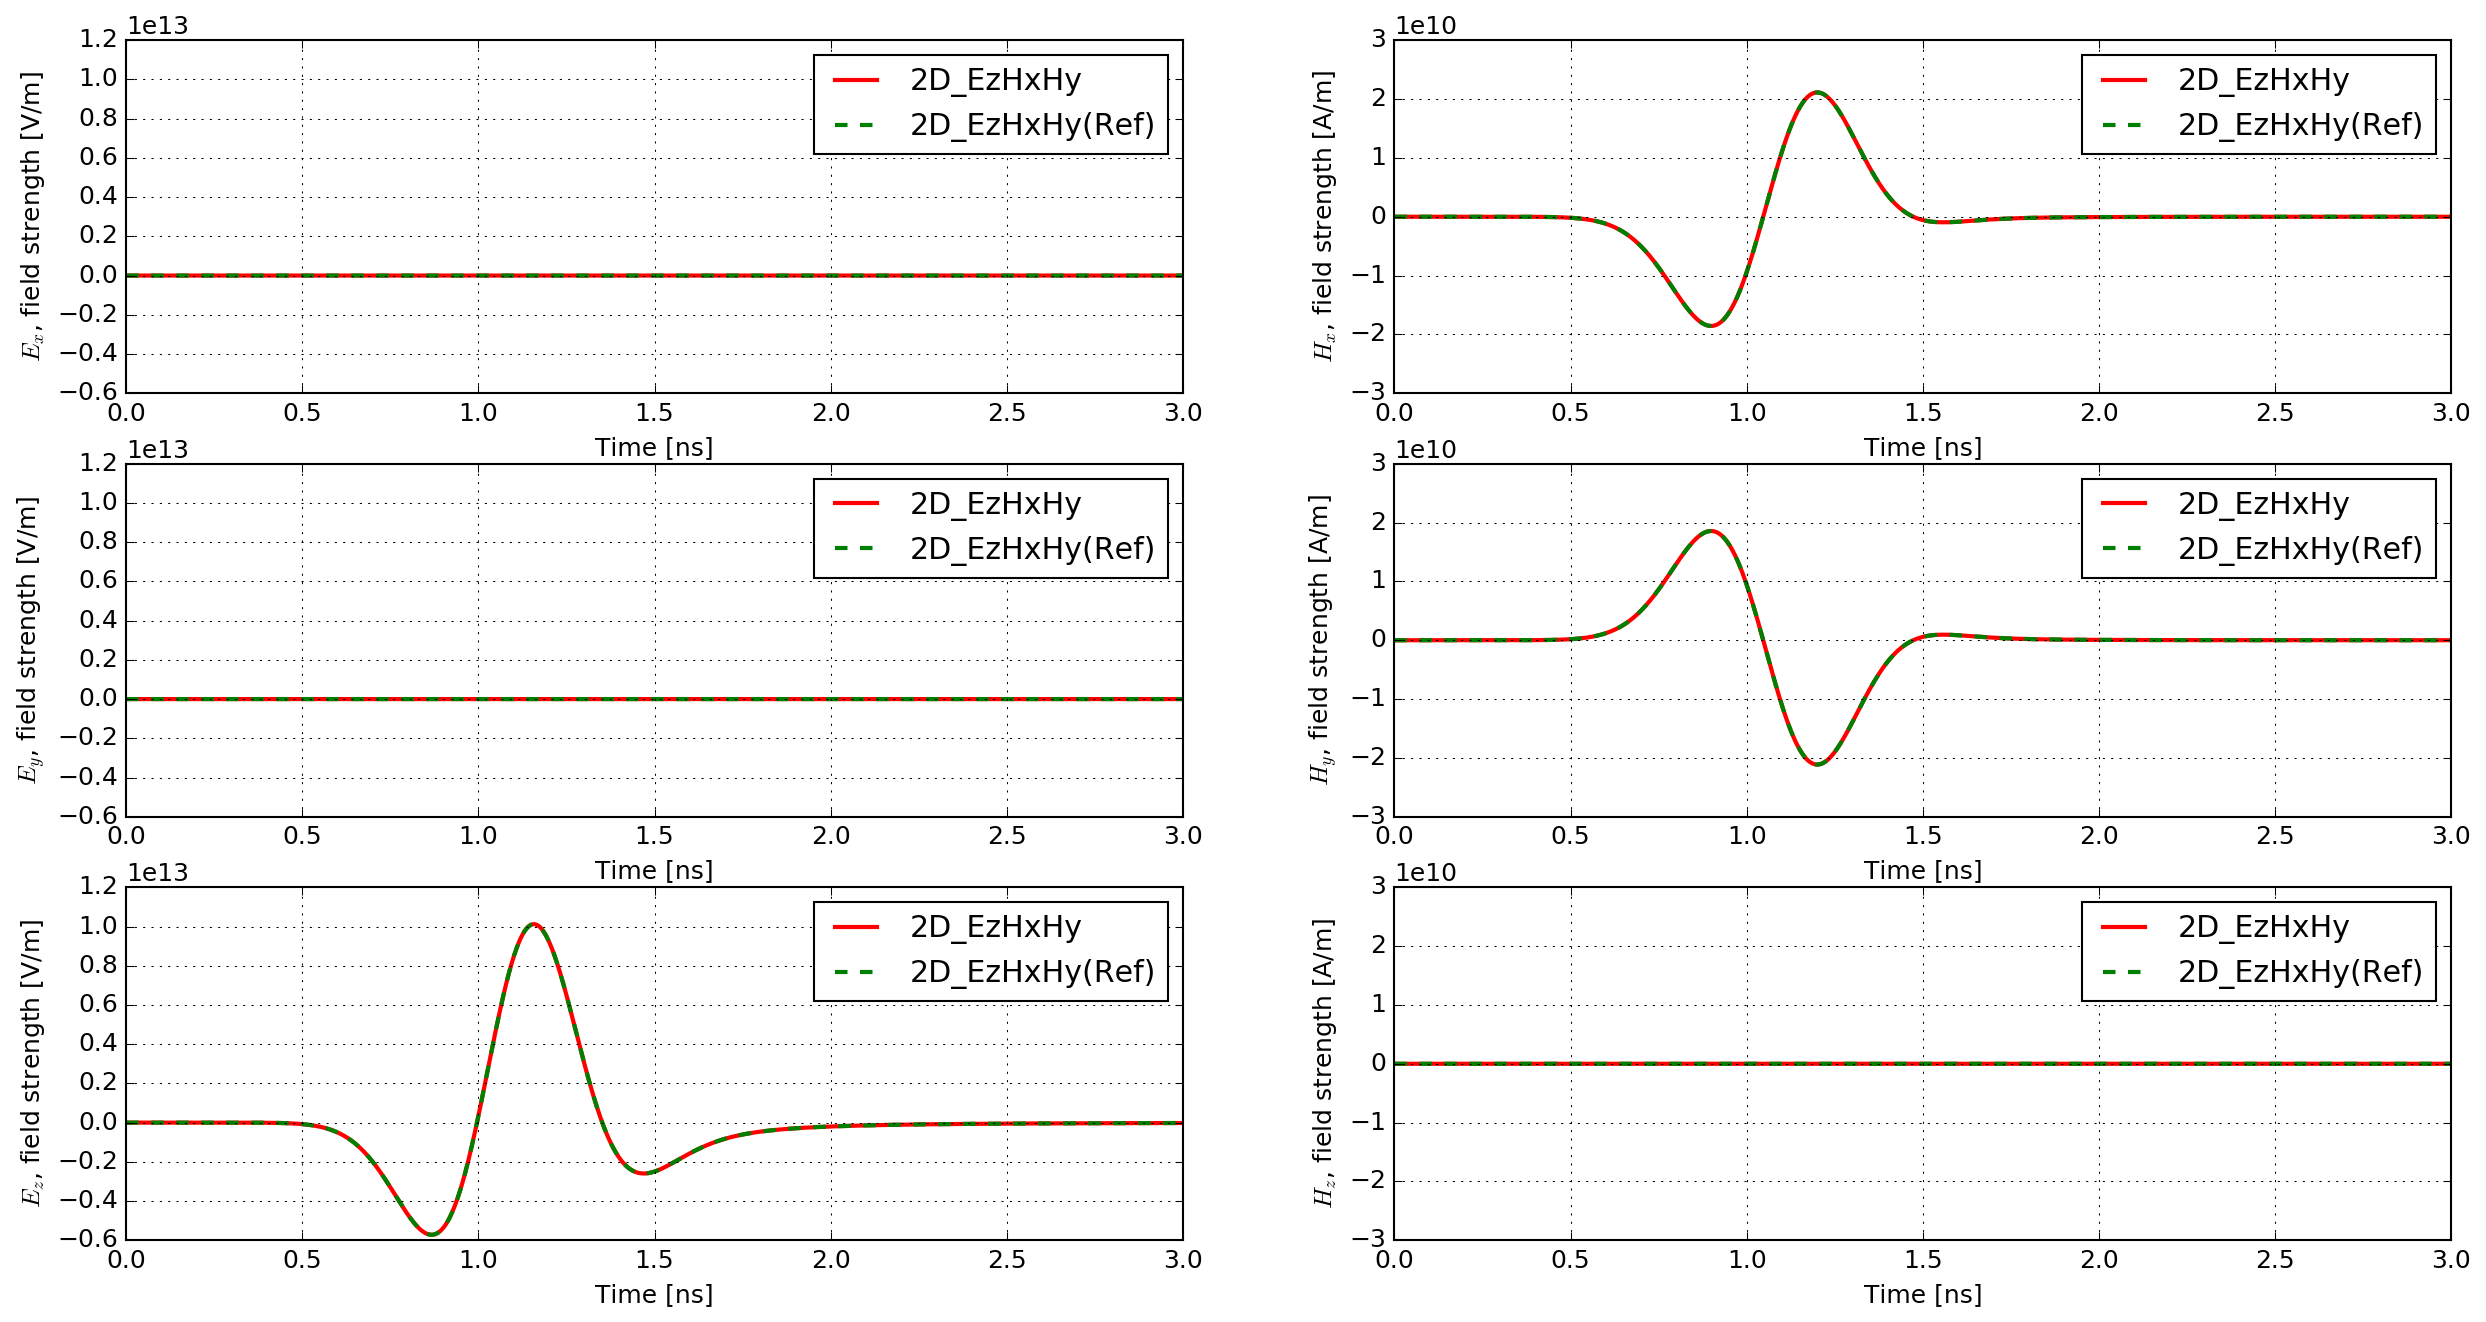 1e13
1.2
1.0
0.8
0.6
0.4
0.2
0.0
−0.2
−0.4
−0.6
0.0 0.5 1.0 1.5 2.0 2.5 3.0
Time [ns]
Ex, field strength [V/m]
2D_EzHxHy
2D_EzHxHy(Ref)
1e10
3
2
1
0
−1
−2
−3
0.0 0.5 1.0 1.5 2.0 2.5 3.0
Time [ns]
Hx, field strength [A/m]
2D_EzHxHy
2D_EzHxHy(Ref)
1e13
1.2
1.0
0.8
0.6
0.4
0.2
0.0
−0.2
−0.4
−0.6
0.0 0.5 1.0 1.5 2.0 2.5 3.0
Time [ns]
Ey, field strength [V/m]
2D_EzHxHy
2D_EzHxHy(Ref)
1e10
3
2
1
0
−1
−2
−3
0.0 0.5 1.0 1.5 2.0 2.5 3.0
Time [ns]
Hy, field strength [A/m]
2D_EzHxHy
2D_EzHxHy(Ref)
1e13
1.2
1.0
0.8
0.6
0.4
0.2
0.0
−0.2
−0.4
−0.6
0.0 0.5 1.0 1.5 2.0 2.5 3.0
Time [ns]
Ez, field strength [V/m]
2D_EzHxHy
2D_EzHxHy(Ref)
1e10
3
2
1
0
−1
−2
−3
0.0 0.5 1.0 1.5 2.0 2.5 3.0
Time [ns]
Hz, field strength [A/m]
2D_EzHxHy
2D_EzHxHy(Ref)